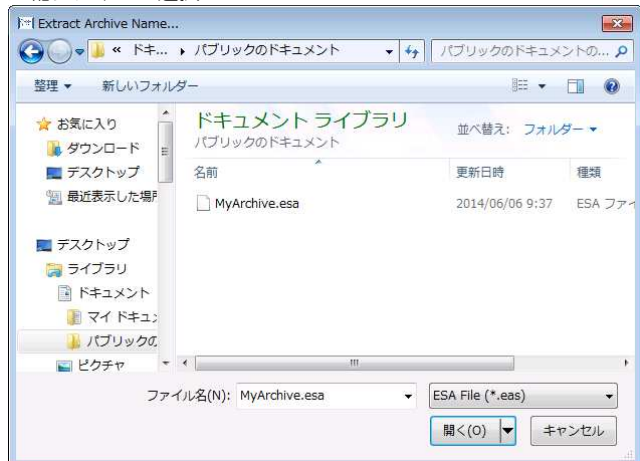 Extract Archive Name...
« ドキ... ▸ パブリックのドキュメント
パブリックのドキュメントの...
整理 ▼ 新しいフォルダー
お気に入り
ダウンロード
デスクトップ
最近表示した場所
デスクトップ
ライブラリ
ドキュメント
マイ ドキュ
パブリックの
ピクチャ
ドキュメント ライブラリ
パブリックのドキュメント
並べ替え: フォルダー ▼
名前 更新日時 種類
MyArchive.esa 2014/06/06 9:37 ESA ファイ
ファイル名(N): MyArchive.esa
ESA File (*.eas)
開く(O) キャンセル